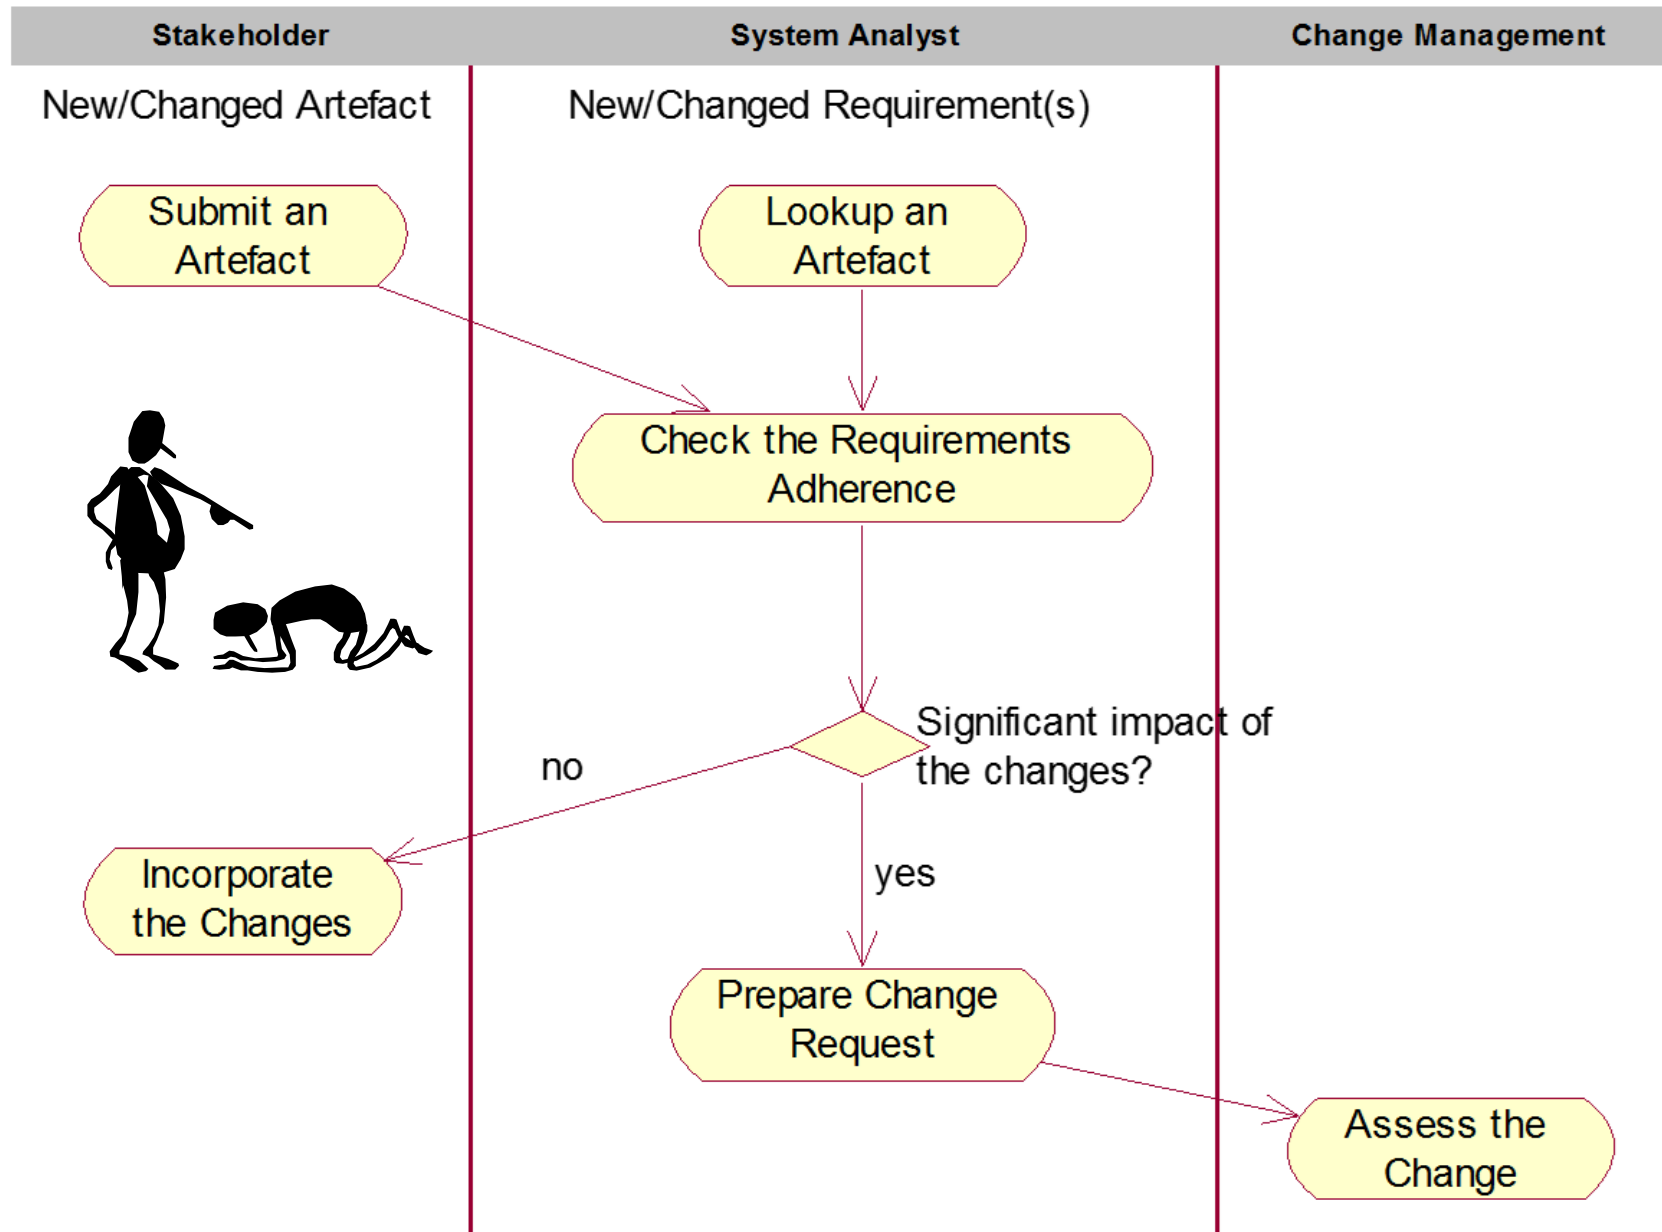 Stakeholder
System Analyst
Change Management
New/Changed Artefact
New/Changed Requirement(s)
Submit an
Artefact
Lookup an
Artefact
Check the Requirements
Adherence
Significant impact of
the changes?
no
yes
Incorporate
the Changes
Prepare Change
Request
Assess the
Change